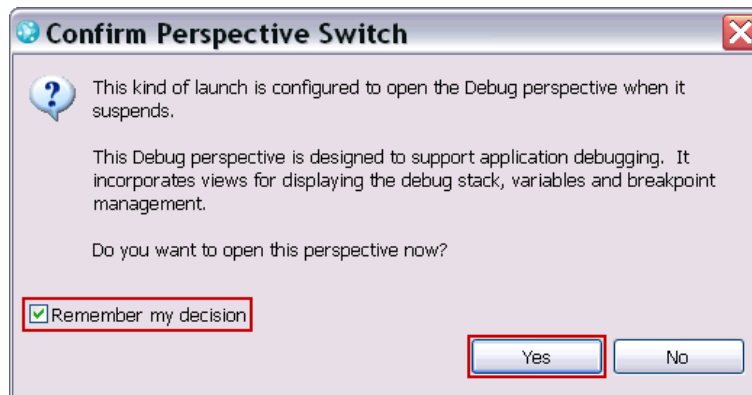 Confirm Perspective Switch
This kind of launch is configured to open the Debug perspective when it
suspends.
This Debug perspective is designed to support application debugging.  It
incorporates views for displaying the debug stack, variables and breakpoint
management.
Do you want to open this perspective now?
Remember my decision
Yes No